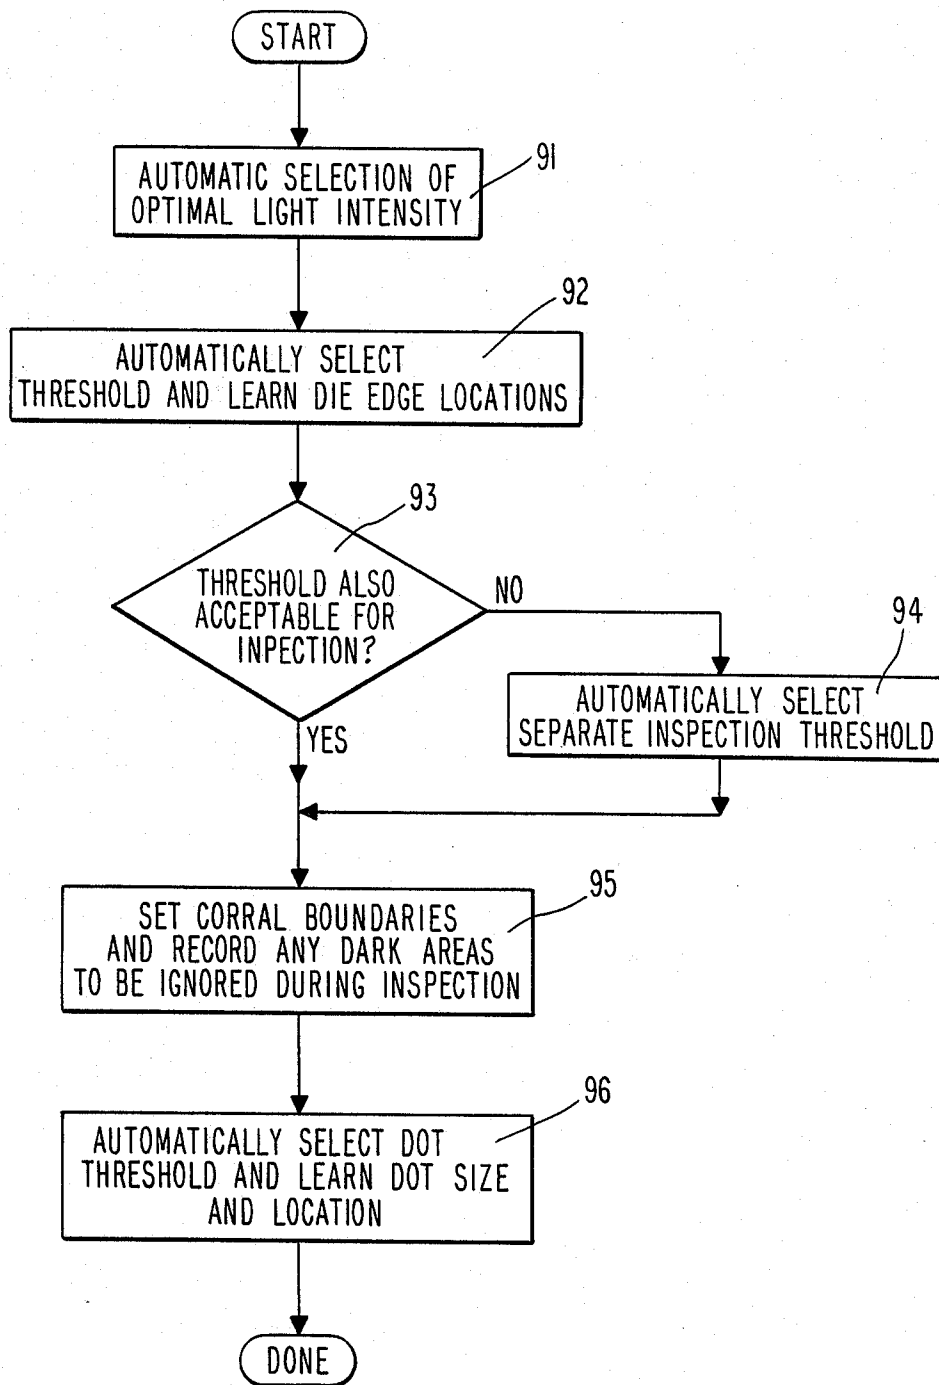 START
91
AUTOMATIC SELECTION OF
OPTIMAL LIGHT INTENSITY
92
AUTOMATICALLY SELECT
THRESHOLD AND LEARN DIE EDGE LOCATIONS
93
THRESHOLD ALSO
ACCEPTABLE FOR
INPECTION?
NO
94
AUTOMATICALLY SELECT
SEPARATE INSPECTION THRESHOLD
YES
95
SET CORRAL BOUNDARIES
AND RECORD ANY DARK AREAS
TO BE IGNORED DURING INSPECTION
96
AUTOMATICALLY SELECT DOT
THRESHOLD AND LEARN DOT SIZE
AND LOCATION
DONE